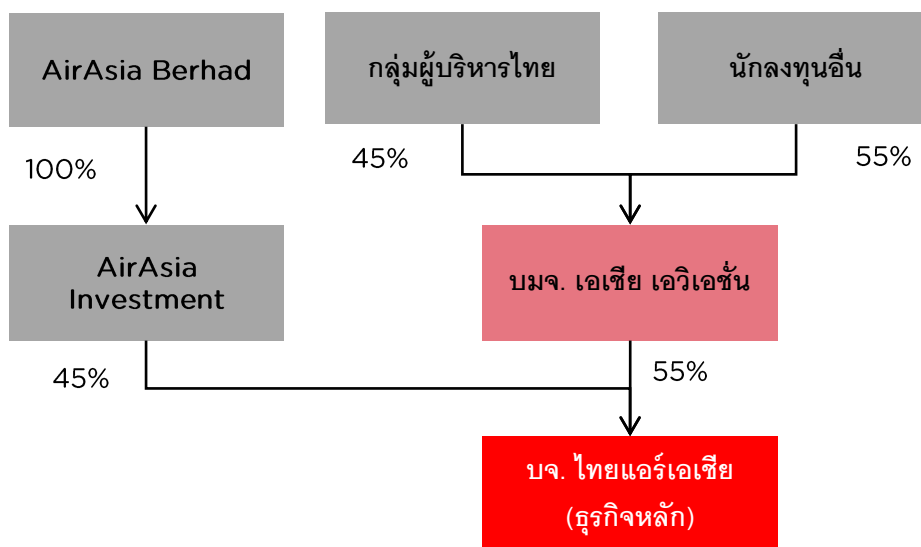 AirAsia Berhad
กลุ่มผู้บริหารไทย
นักลงทุนอื่น
100%
45%
55%
AirAsia
Investment
บมจ. เอเชีย เอวิเอชั่น
45%
55%
บจ. ไทยแอร์เอเชีย
(ธุรกิจหลัก)